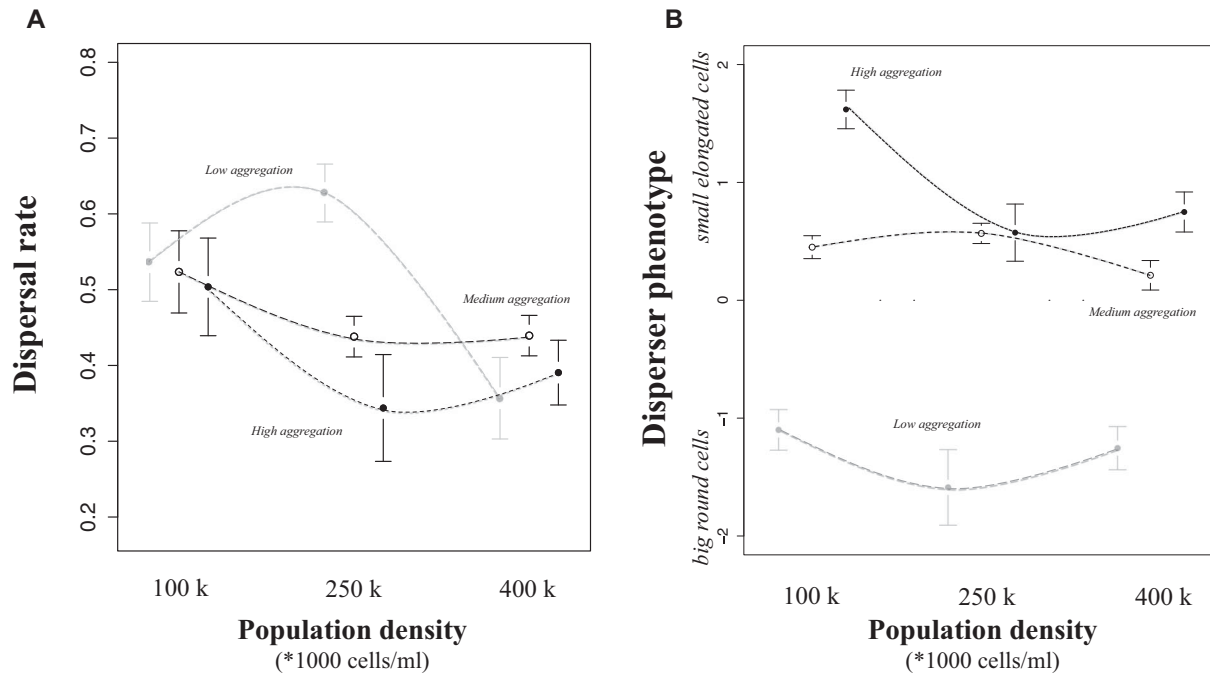 A
Dispersal rate
0.8
0.7
0.6
0.5
0.4
0.3
0.2
Low aggregation
Medium aggregation
High aggregation
100 k
250 k
400 k
Population density
(*1000 cells/ml)
B
Disperser phenotype
small elongated cells
big round cells
2
1
0
−1
−2
High aggregation
Medium aggregation
Low aggregation
100 k
250 k
400 k
Population density
(*1000 cells/ml)